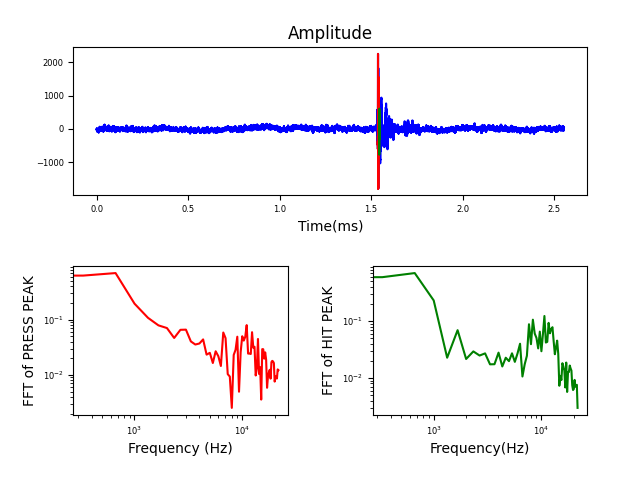 Amplitude
2000
1000
0
−1000
0.0 0.5 1.0 1.5 2.0 2.5
Time(ms)
FFT of PRESS PEAK
10⁻¹
10⁻²
10³ 10⁴
Frequency (Hz)
FFT of HIT PEAK
10⁻¹
10⁻²
10³ 10⁴
Frequency(Hz)